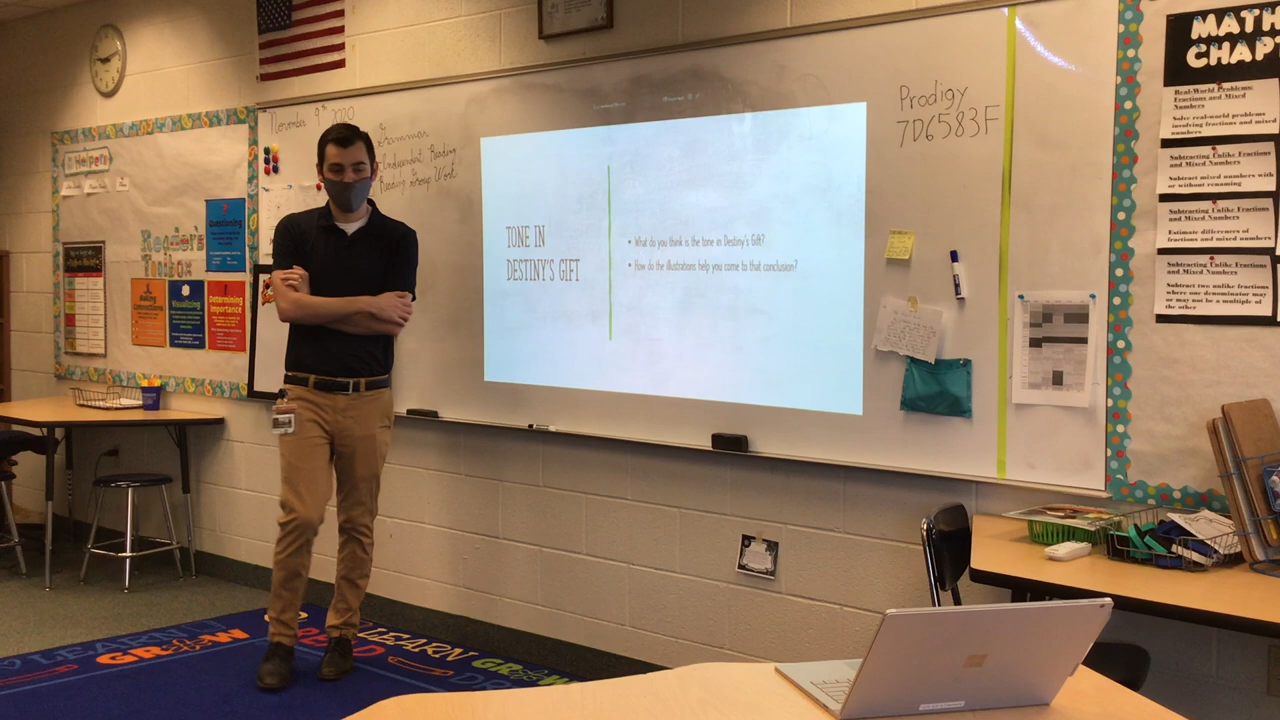 November 9th 2020
Grammar
-Independent Reading
Reading Group Work
Prodigy
7D6583F
TONE IN
DESTINY'S GIFT
• What do you think is the tone in Destiny's Gift?
• How do the illustrations help you come to that conclusion?
Helpers
Reader's
Toolbox
Questioning
Making
Connections
Visualizing
Determining
Importance
MATH
CHAP
Real-World Problems:
Fractions and Mixed
Numbers
Solve real-world problems
involving fractions and mixed
numbers
Subtracting Unlike Fractions
and Mixed Numbers
Subtract mixed numbers with
or without renaming
Subtracting Unlike Fractions
and Mixed Numbers
Estimate differences of
fractions and mixed numbers
Subtracting Unlike Fractions
and Mixed Numbers
Subtract two unlike fractions
where one denominator may
or may not be a multiple of
the other
LEARN
GROW
READ
LEARN
GROW